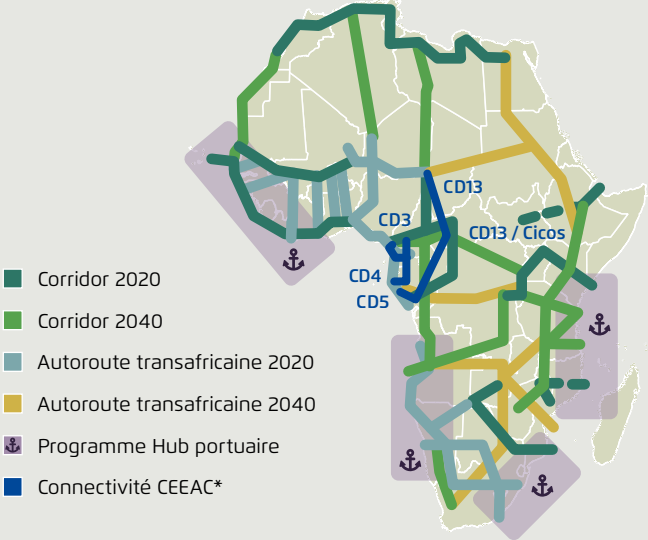 CD13
CD3
CD13 / Cicos
CD4
CD5
Corridor 2020
Corridor 2040
Autoroute transafricaine 2020
Autoroute transafricaine 2040
Programme Hub portuaire
Connectivité CEEAC*